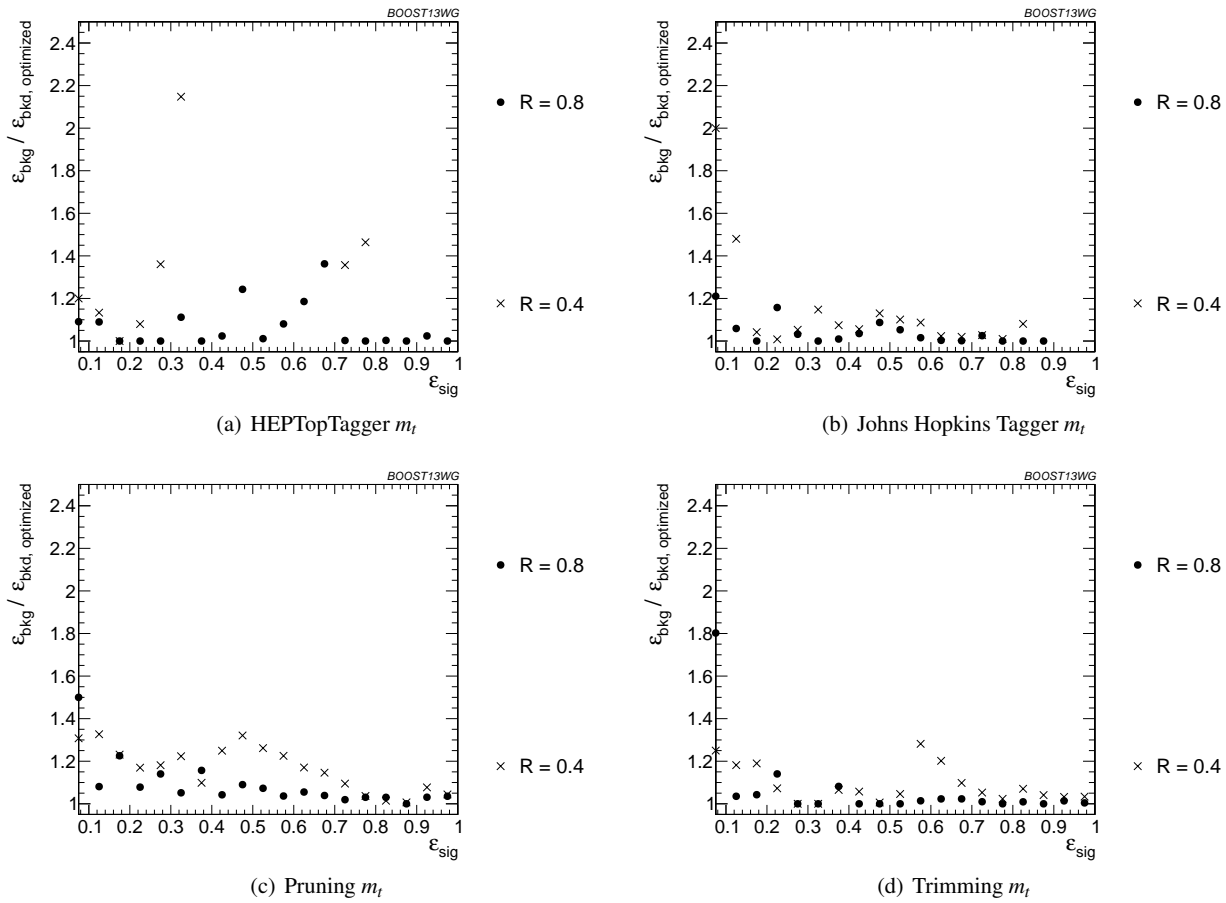 BOOST13WG
ε_bkg / ε_bkd, optimized
2.4
2.2
2
1.8
1.6
1.4
1.2
1
0.1 0.2 0.3 0.4 0.5 0.6 0.7 0.8 0.9 1
ε_sig
R = 0.8
R = 0.4
(a) HEPTopTagger m_t
BOOST13WG
ε_bkg / ε_bkd, optimized
2.4
2.2
2
1.8
1.6
1.4
1.2
1
0.1 0.2 0.3 0.4 0.5 0.6 0.7 0.8 0.9 1
ε_sig
R = 0.8
R = 0.4
(b) Johns Hopkins Tagger m_t
BOOST13WG
ε_bkg / ε_bkd, optimized
2.4
2.2
2
1.8
1.6
1.4
1.2
1
0.1 0.2 0.3 0.4 0.5 0.6 0.7 0.8 0.9 1
ε_sig
R = 0.8
R = 0.4
(c) Pruning m_t
BOOST13WG
ε_bkg / ε_bkd, optimized
2.4
2.2
2
1.8
1.6
1.4
1.2
1
0.1 0.2 0.3 0.4 0.5 0.6 0.7 0.8 0.9 1
ε_sig
R = 0.8
R = 0.4
(d) Trimming m_t